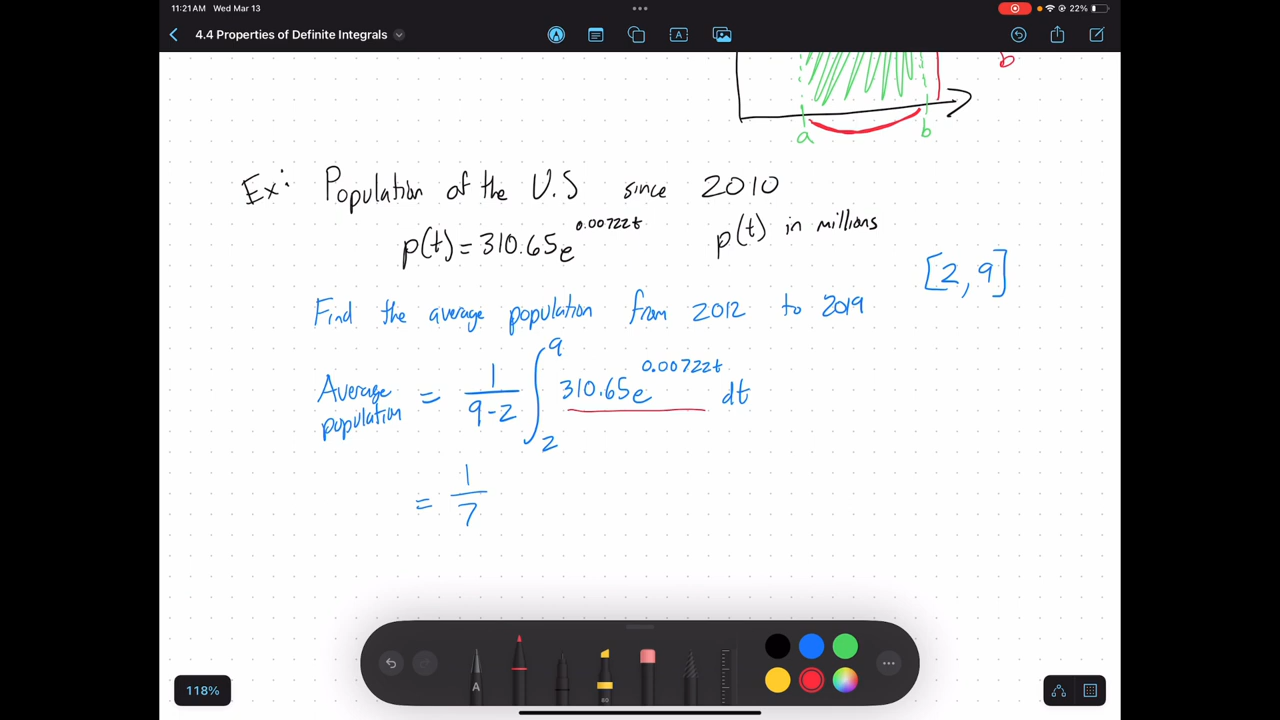 11:21AM Wed Mar 13
22%
4.4 Properties of Definite Integrals
A
b
a b
Ex: Population of the U.S since 2010
p(t) = 310.65e^0.00722t p(t) in millions
[2, 9]
Find the average population from 2012 to 2019
Average population = 1/(9-2) ∫_2^9 310.65e^0.00722t dt
= 1/7
A
80
118%